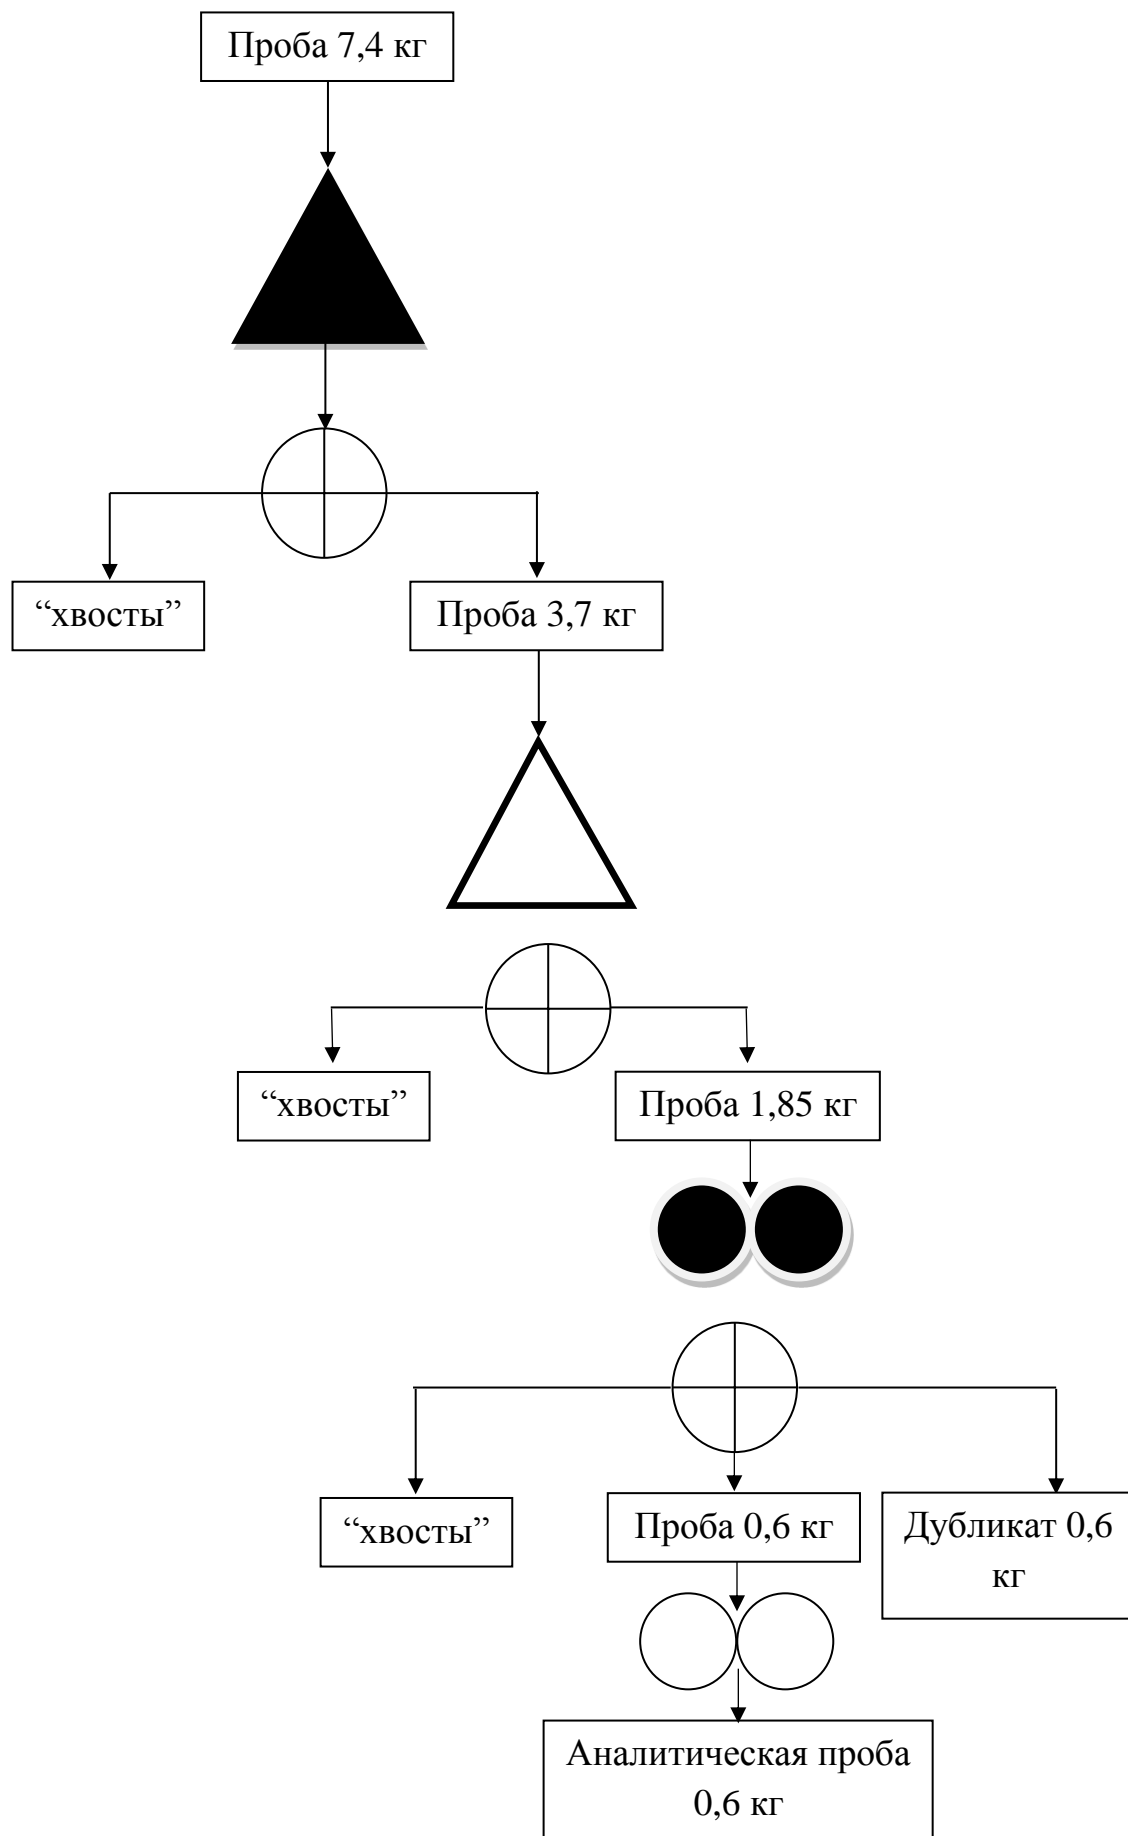 Проба 7,4 кг
“хвосты”
Проба 3,7 кг
“хвосты”
Проба 1,85 кг
“хвосты”
Проба 0,6 кг
Дубликат 0,6
кг
Аналитическая проба
0,6 кг